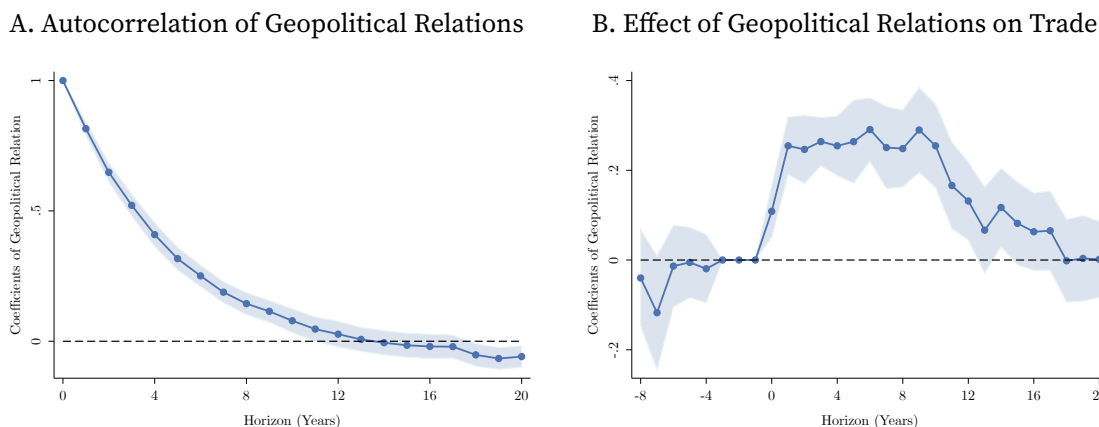 A. Autocorrelation of Geopolitical Relations
Coefficients of Geopolitical Relation
1
.5
0
0 4 8 12 16 20
Horizon (Years)
B. Effect of Geopolitical Relations on Trade
Coefficients of Geopolitical Relation
.4
.2
0
-.2
-8 -4 0 4 8 12 16
Horizon (Years)